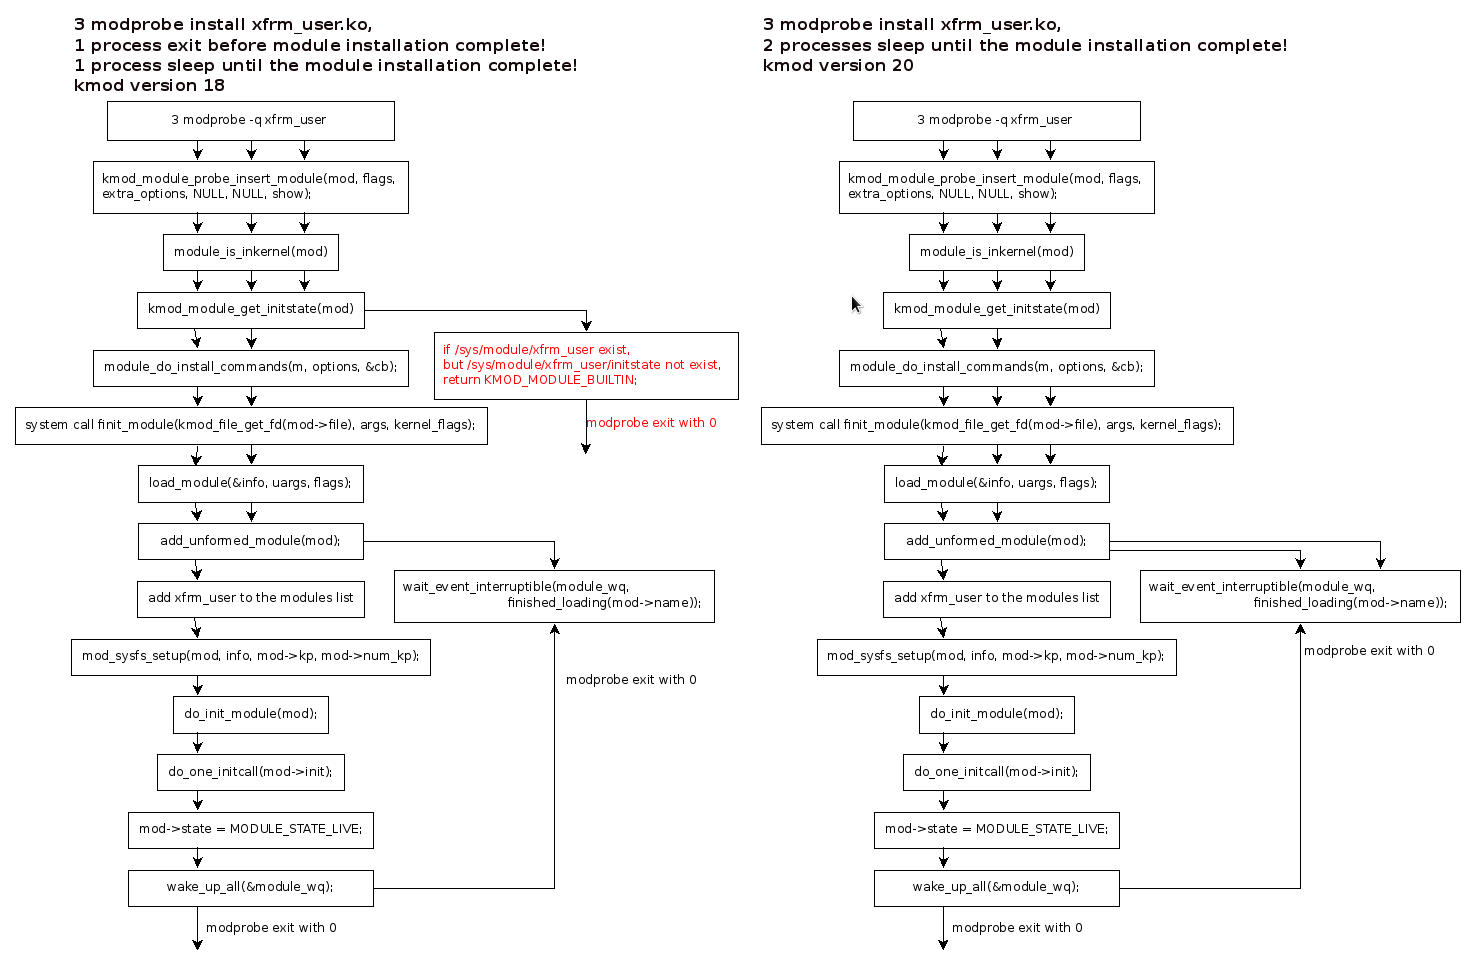 3 modprobe install xfrm_user.ko,
1 process exit before module installation complete!
1 process sleep until the module installation complete!
kmod version 18
3 modprobe -q xfrm_user
kmod_module_probe_insert_module(mod, flags,
extra_options, NULL, NULL, show);
module_is_inkernel(mod)
kmod_module_get_initstate(mod)
if /sys/module/xfrm_user exist,
but /sys/module/xfrm_user/initstate not exist,
return KMOD_MODULE_BUILTIN;
modprobe exit with 0
module_do_install_commands(m, options, &cb);
system call finit_module(kmod_file_get_fd(mod->file), args, kernel_flags);
load_module(&info, uargs, flags);
add_unformed_module(mod);
wait_event_interruptible(module_wq,
finished_loading(mod->name));
add xfrm_user to the modules list
mod_sysfs_setup(mod, info, mod->kp, mod->num_kp);
modprobe exit with 0
do_init_module(mod);
do_one_initcall(mod->init);
mod->state = MODULE_STATE_LIVE;
wake_up_all(&module_wq);
modprobe exit with 0
3 modprobe install xfrm_user.ko,
2 processes sleep until the module installation complete!
kmod version 20
3 modprobe -q xfrm_user
kmod_module_probe_insert_module(mod, flags,
extra_options, NULL, NULL, show);
module_is_inkernel(mod)
kmod_module_get_initstate(mod)
module_do_install_commands(m, options, &cb);
system call finit_module(kmod_file_get_fd(mod->file), args, kernel_flags);
load_module(&info, uargs, flags);
add_unformed_module(mod);
wait_event_interruptible(module_wq,
finished_loading(mod->name));
add xfrm_user to the modules list
modprobe exit with 0
mod_sysfs_setup(mod, info, mod->kp, mod->num_kp);
do_init_module(mod);
do_one_initcall(mod->init);
mod->state = MODULE_STATE_LIVE;
wake_up_all(&module_wq);
modprobe exit with 0